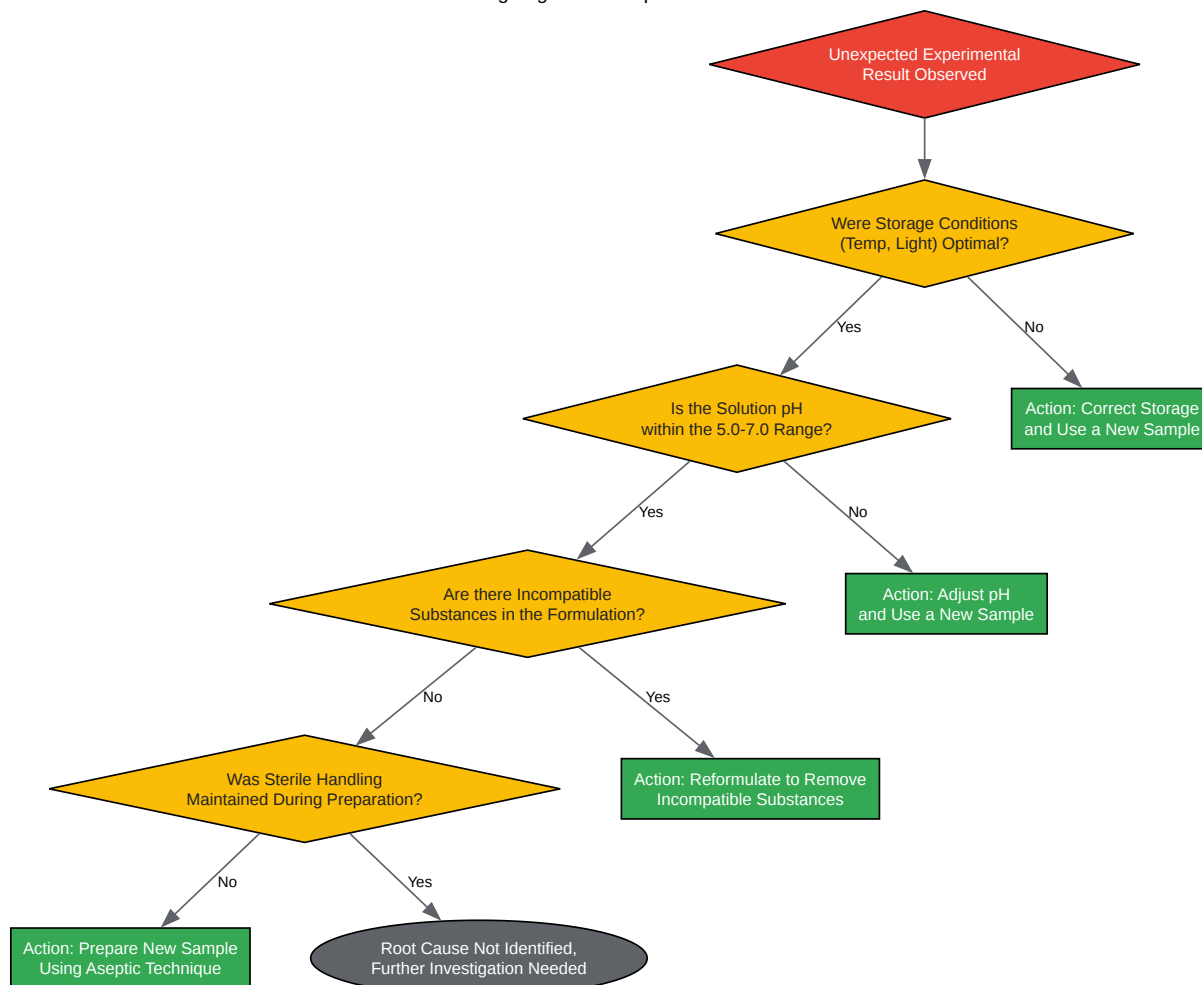 Unexpected Experimental
Result Observed
Were Storage Conditions
(Temp, Light) Optimal?
Yes
No
Is the Solution pH
within the 5.0-7.0 Range?
Action: Correct Storage
and Use a New Sample
Yes
No
Are there Incompatible
Substances in the Formulation?
Action: Adjust pH
and Use a New Sample
No
Yes
Was Sterile Handling
Maintained During Preparation?
Action: Reformulate to Remove
Incompatible Substances
No
Yes
Action: Prepare New Sample
Using Aseptic Technique
Root Cause Not Identified,
Further Investigation Needed